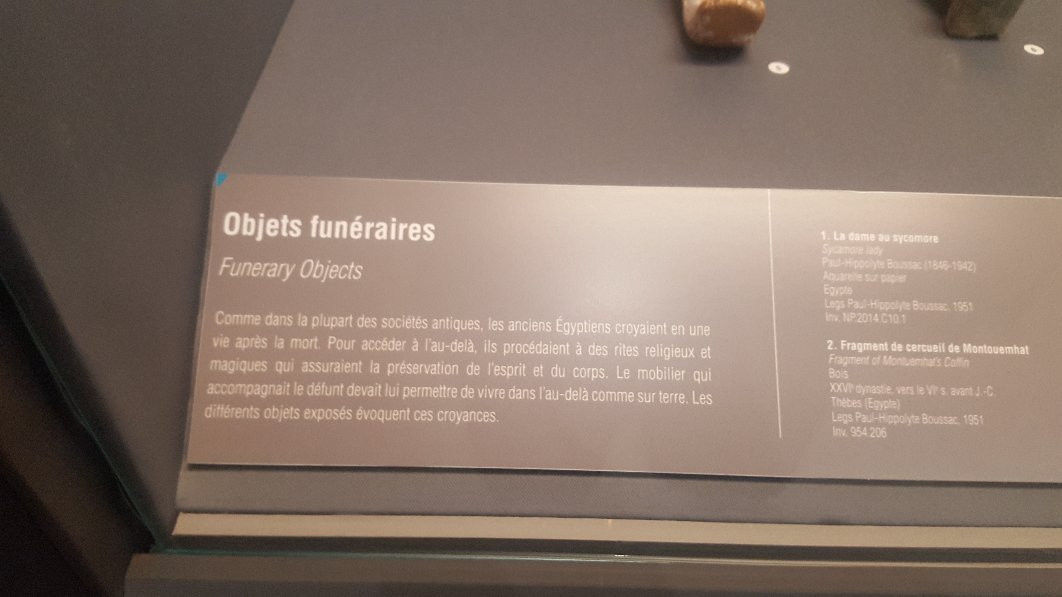 Objets funéraires
Funerary Objects
Comme dans la plupart des sociétés antiques, les anciens Égyptiens croyaient en une
vie après la mort. Pour accéder à l'au-delà, ils procédaient à des rites religieux et
magiques qui assuraient la préservation de l'esprit et du corps. Le mobilier qui
accompagnait le défunt devait lui permettre de vivre dans l'au-delà comme sur terre. Les
différents objets exposés évoquent ces croyances.
1. La dame au sycomore
Sycamore lady
Paul-Hippolyte Boussac (1846-1942)
Aquarelle sur papier
Egypte
Legs Paul-Hippolyte Boussac, 1951
Inv. NP.2014.C10.1
2. Fragment de cercueil de Montouemhat
Fragment of Montuemhat's Coffin
Bois
XXVIe dynastie, vers le VIe s. avant J.-C.
Thèbes (Egypte)
Legs Paul-Hippolyte Boussac, 1951
Inv. 954.206